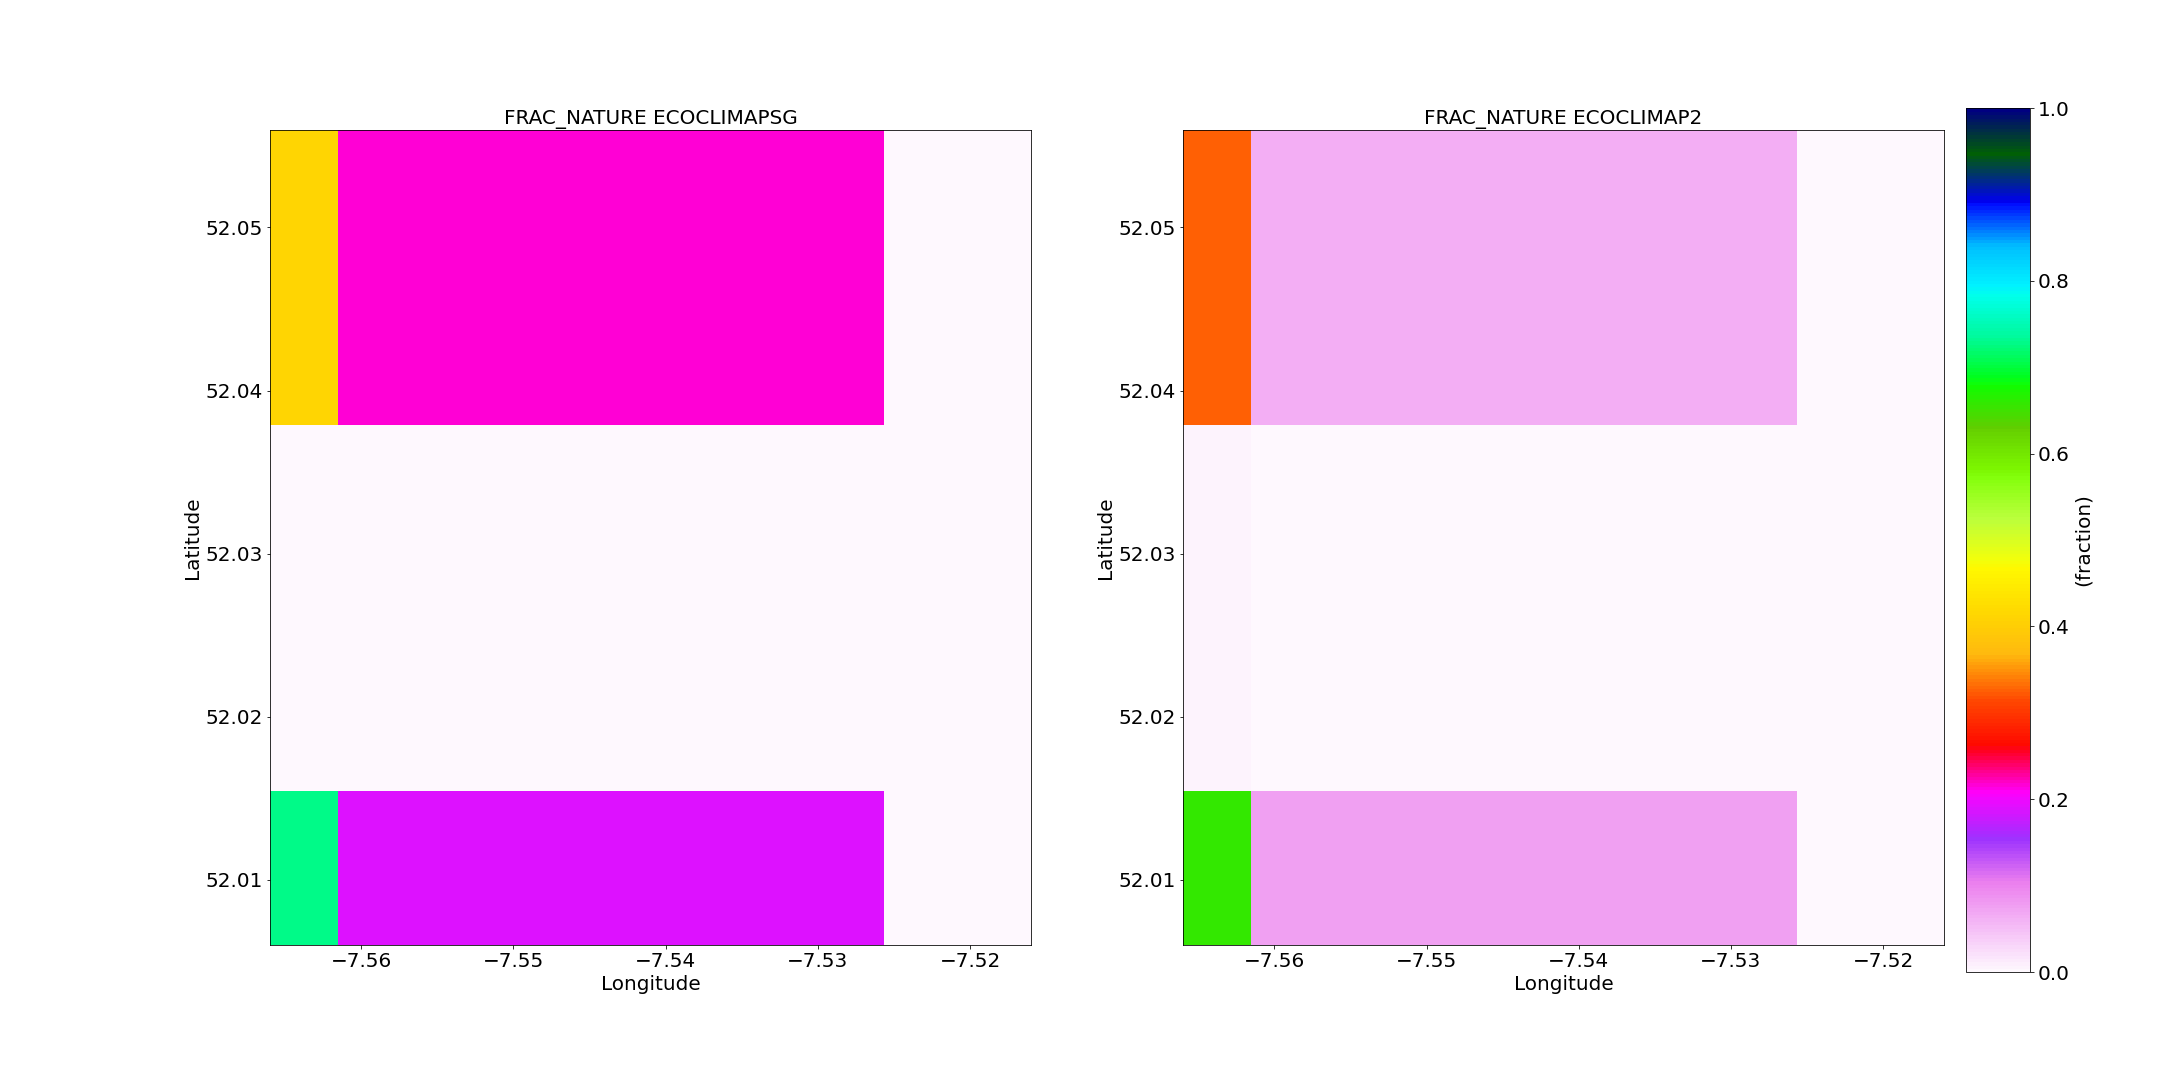 FRAC_NATURE ECOCLIMAPSG
Latitude
52.05
52.04
52.03
52.02
52.01
−7.56 −7.55 −7.54 −7.53 −7.52
Longitude
FRAC_NATURE ECOCLIMAP2
Latitude
52.05
52.04
52.03
52.02
52.01
−7.56 −7.55 −7.54 −7.53 −7.52
Longitude
1.0
0.8
0.6
0.4
0.2
0.0
(fraction)